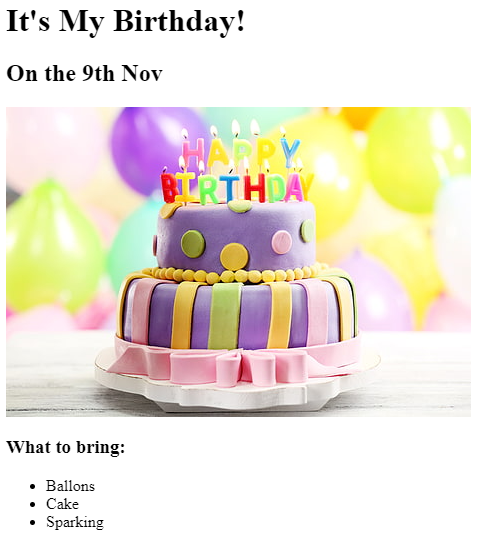 It's My Birthday!
On the 9th Nov
HAPPY
BIRTHDAY
What to bring:
Ballons
Cake
Sparking